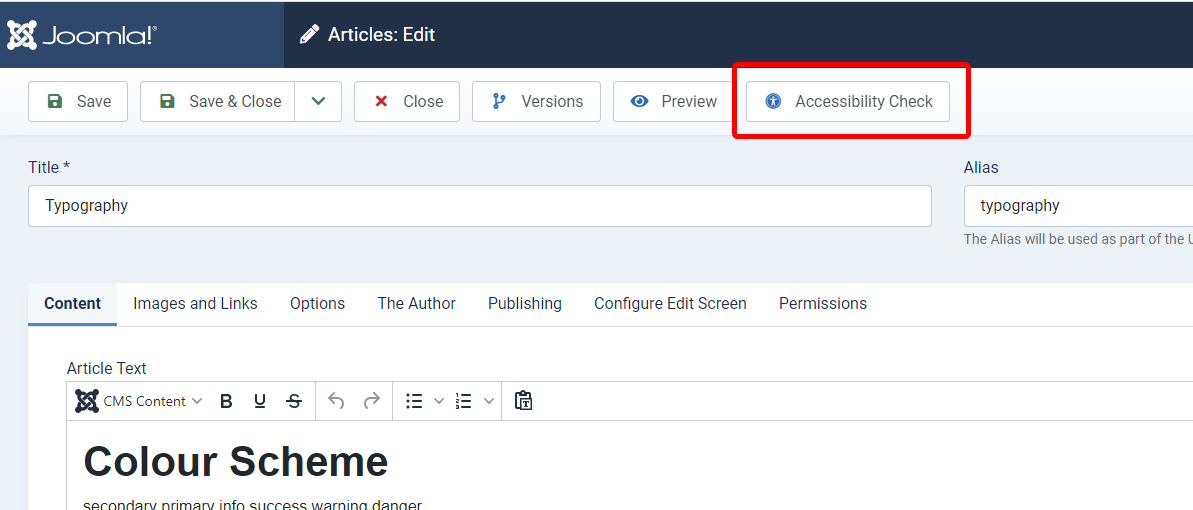 Joomla!® Articles: Edit
Save Save & Close Close Versions Preview Accessibility Check
Title * Alias
Typography typography
The Alias will be used as part of the U
Content Images and Links Options The Author Publishing Configure Edit Screen Permissions
Article Text
CMS Content B U S
Colour Scheme
secondary primary info success warning danger